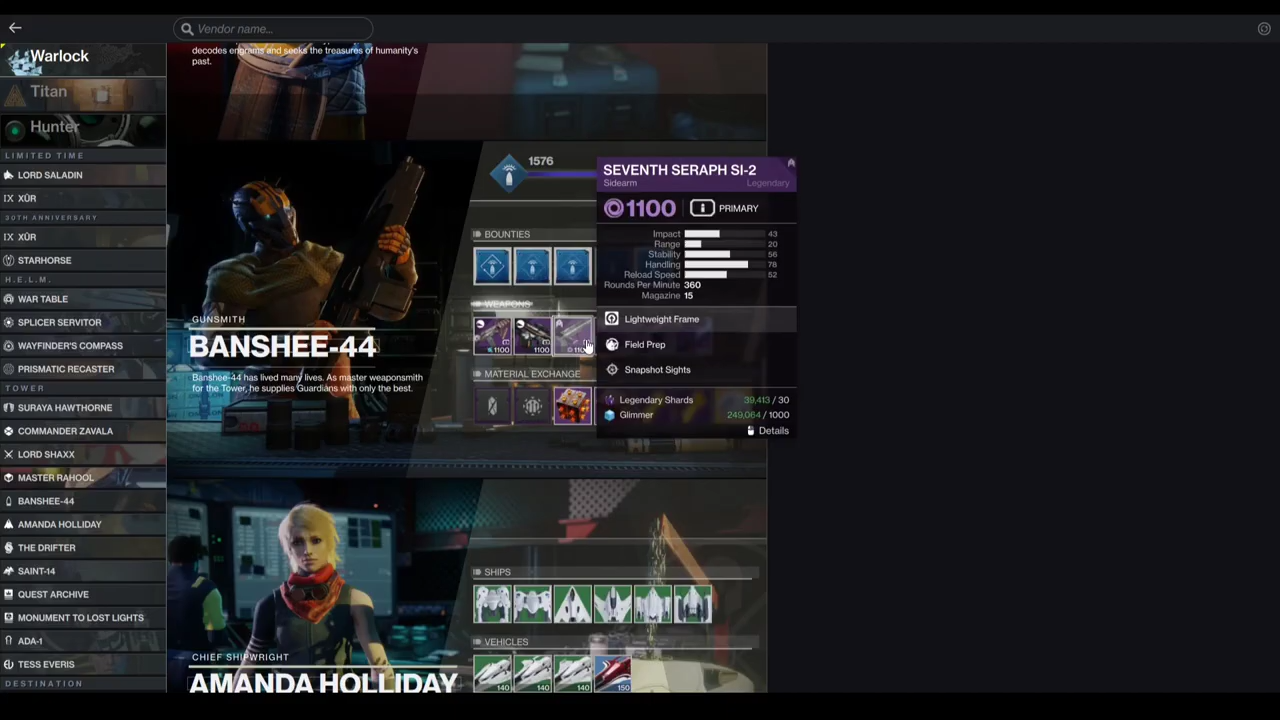 Vendor name...
Warlock
Titan
Hunter
LIMITED TIME
LORD SALADIN
IX XÛR
30TH ANNIVERSARY
IX XÛR
STARHORSE
H.E.L.M.
WAR TABLE
SPLICER SERVITOR
WAYFINDER'S COMPASS
PRISMATIC RECASTER
TOWER
SURAYA HAWTHORNE
COMMANDER ZAVALA
LORD SHAXX
MASTER RAHOOL
BANSHEE-44
AMANDA HOLLIDAY
THE DRIFTER
SAINT-14
QUEST ARCHIVE
MONUMENT TO LOST LIGHTS
ADA-1
TESS EVERIS
DESTINATION
decodes engrams and seeks the treasures of humanity's
past.
1576
GUNSMITH
BANSHEE-44
Banshee-44 has lived many lives. As master weaponsmith
for the Tower, he supplies Guardians with only the best.
BOUNTIES
WEAPONS
1100 1100
MATERIAL EXCHANGE
SEVENTH SERAPH SI-2
Sidearm Legendary
1100 PRIMARY
Impact 43
Range 20
Stability 56
Handling 78
Reload Speed 52
Rounds Per Minute 360
Magazine 15
Lightweight Frame
Field Prep
Snapshot Sights
Legendary Shards 39,413 / 30
Glimmer 249,064 / 1000
Details
CHIEF SHIPWRIGHT
AMANDA HOLLIDAY
SHIPS
VEHICLES
140 140 140 150